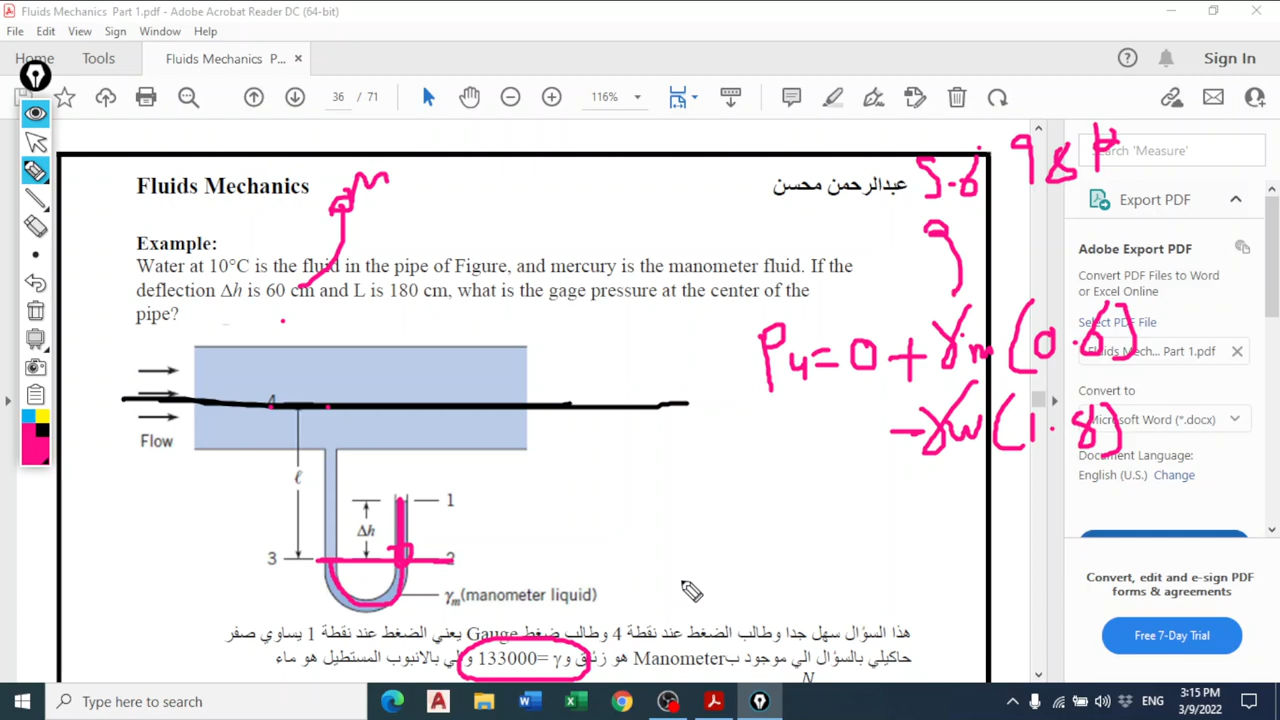 Fluids Mechanics Part 1.pdf - Adobe Acrobat Reader DC (64-bit)
File Edit View Sign Window Help
Home Tools Fluids Mechanics P... ×
Sign In
36 / 71
116%
Fluids Mechanics
عبدالرحمن محسن
Example:
Water at 10°C is the fluid in the pipe of Figure, and mercury is the manometer fluid. If the
deflection Δh is 60 cm and L is 180 cm, what is the gage pressure at the center of the
pipe?
P4=0+γm(0.6)
-γw(1.8)
4
Flow
ℓ
1
Δh
3
2
γm(manometer liquid)
هذا السؤال سهل جدا وطالب الضغط عند نقطة 4 وطالب ضغط Gauge يعني الضغط عند نقطة 1 يساوي صفر
حاكيلي بالسؤال الي موجود بManometer هو زئبق وγ =133000 و لي بالانبوب المستطيل هو ماء
N
Search 'Measure'
Export PDF
Adobe Export PDF
Convert PDF Files to Word
or Excel Online
Select PDF File
Fluids Mech... Part 1.pdf
Convert to
Microsoft Word (*.docx)
Document Language:
English (U.S.) Change
Convert, edit and e-sign PDF
forms & agreements
Free 7-Day Trial
Type here to search
ENG
3:15 PM
3/9/2022